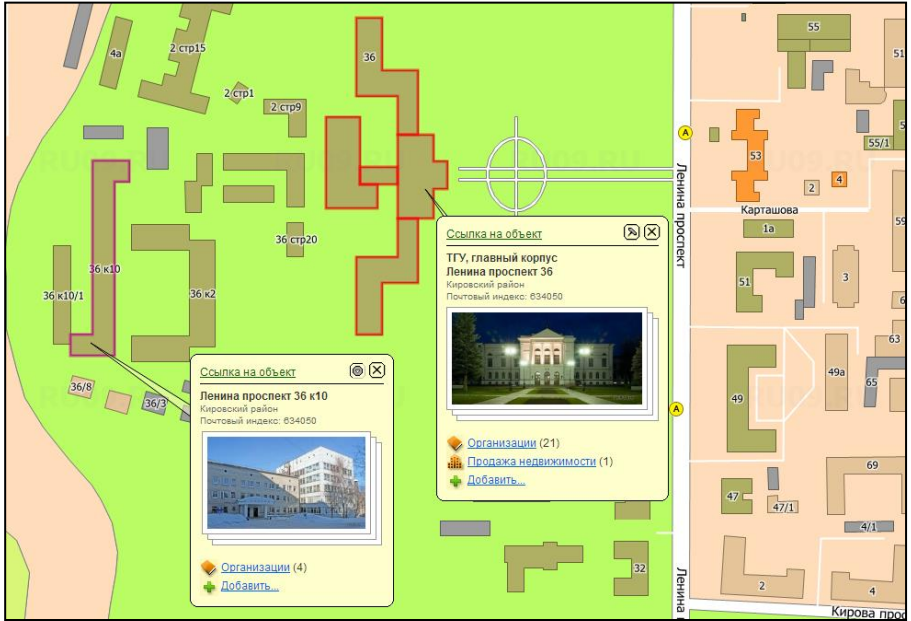 55
51
36
2 стр15
4а
2 стр1
2 стр9
A
55/1
53
4
2
RU09.RU
Ленина проспект
Карташова
1а
36 стр20
36 к10
36 к10/1
36 к2
51
3
6
63
Ссылка на объект
ТГУ, главный корпус
Ленина проспект 36
Кировский район
Почтовый индекс: 634050
Организации (21)
Продажа недвижимости (1)
Добавить...
Ссылка на объект
Ленина проспект 36 к10
Кировский район
Почтовый индекс: 634050
Организации (4)
Добавить...
36/8
36/3
49
49а
65
A
59
69
47
47/1
4/1
32
2
4
Ленина п
Кирова прос